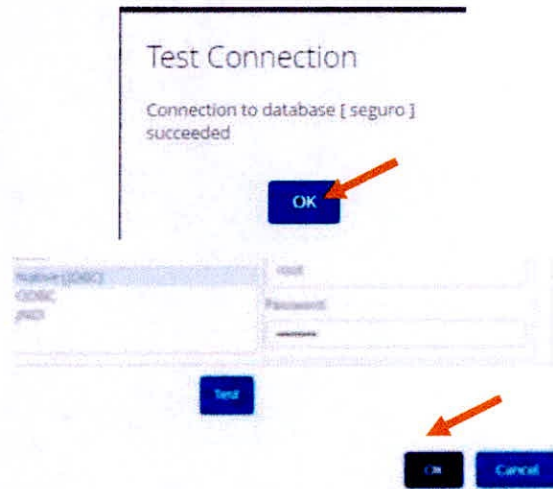 Test Connection
Connection to database [ seguro ]
succeeded
OK
Native (JDBC)
ODBC
JNDI
root
Password:
Test
OK
Cancel